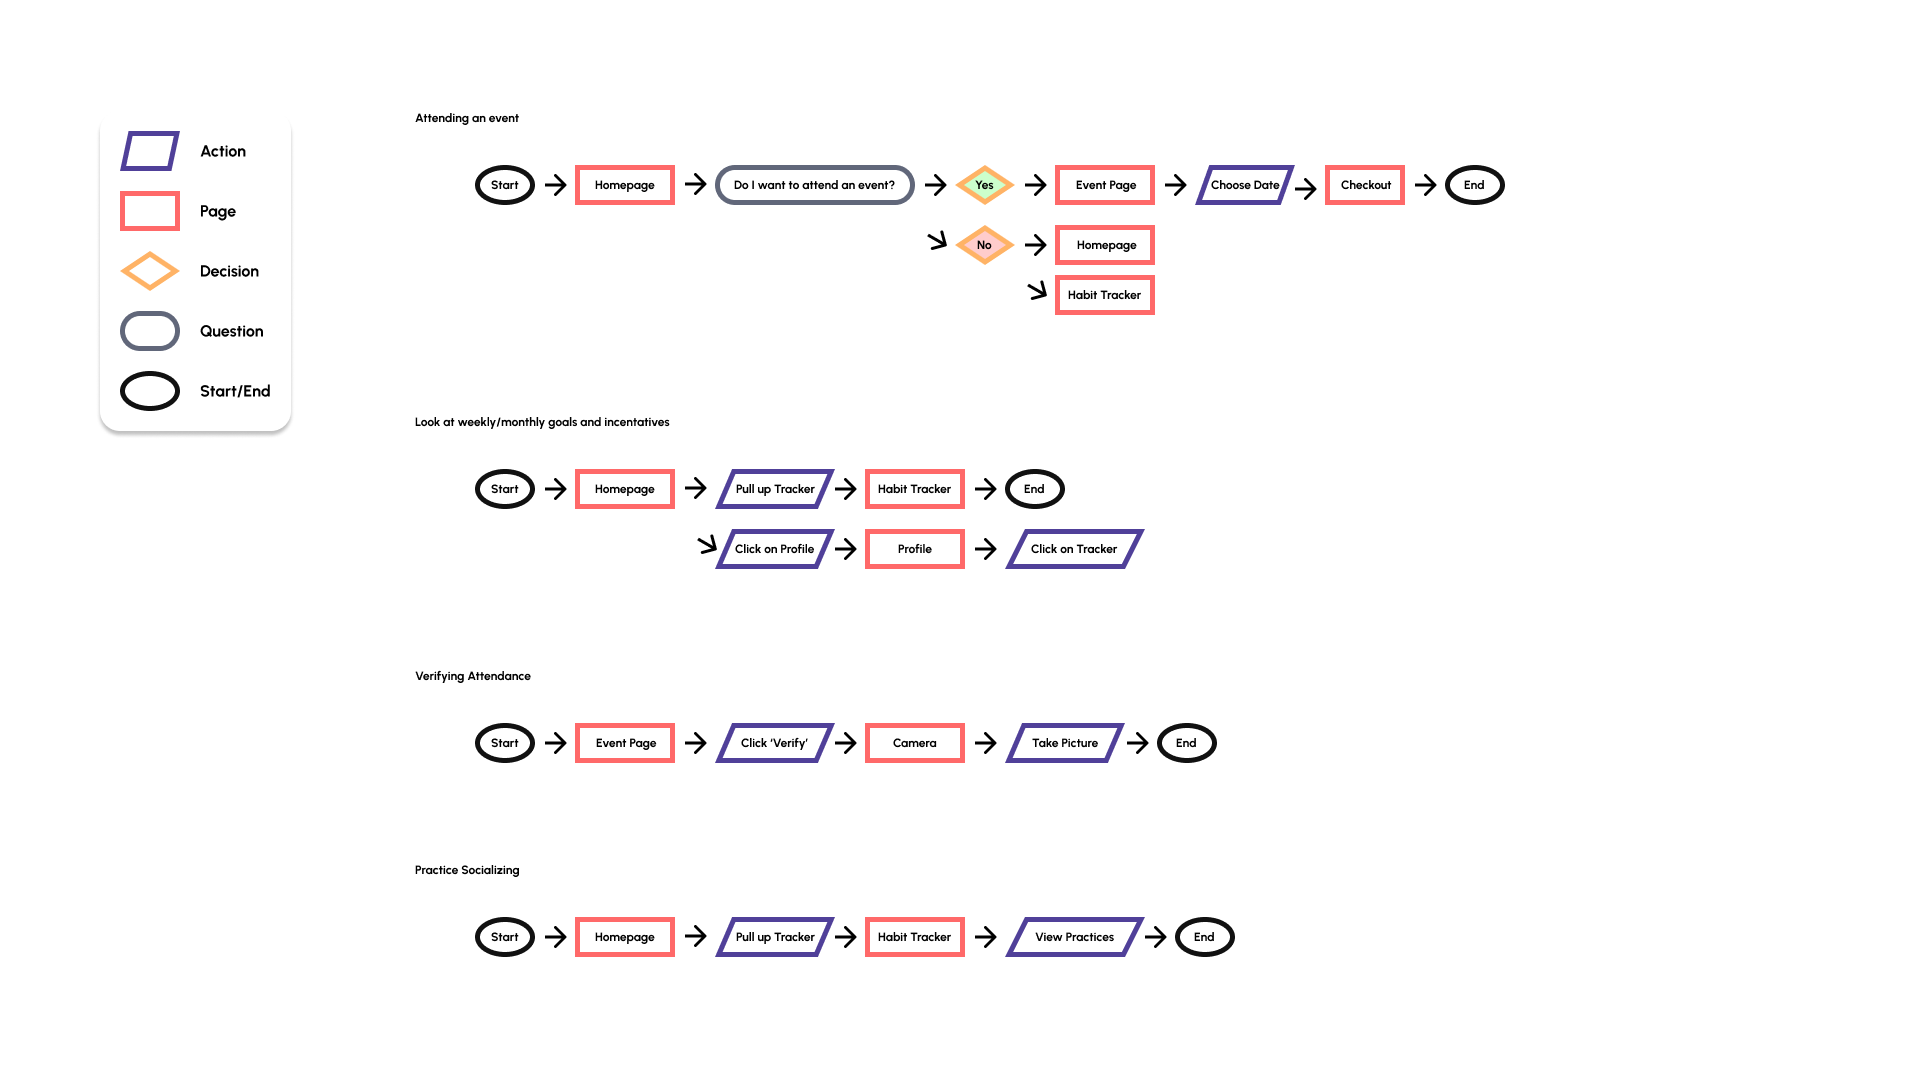 Action
Page
Decision
Question
Start/End
Attending an event
Start
Homepage
Do I want to attend an event?
Yes
Event Page
Choose Date
Checkout
End
No
Homepage
Habit Tracker
Look at weekly/monthly goals and incentatives
Start
Homepage
Pull up Tracker
Habit Tracker
End
Click on Profile
Profile
Click on Tracker
Verifying Attendance
Start
Event Page
Click ‘Verify’
Camera
Take Picture
End
Practice Socializing
Start
Homepage
Pull up Tracker
Habit Tracker
View Practices
End